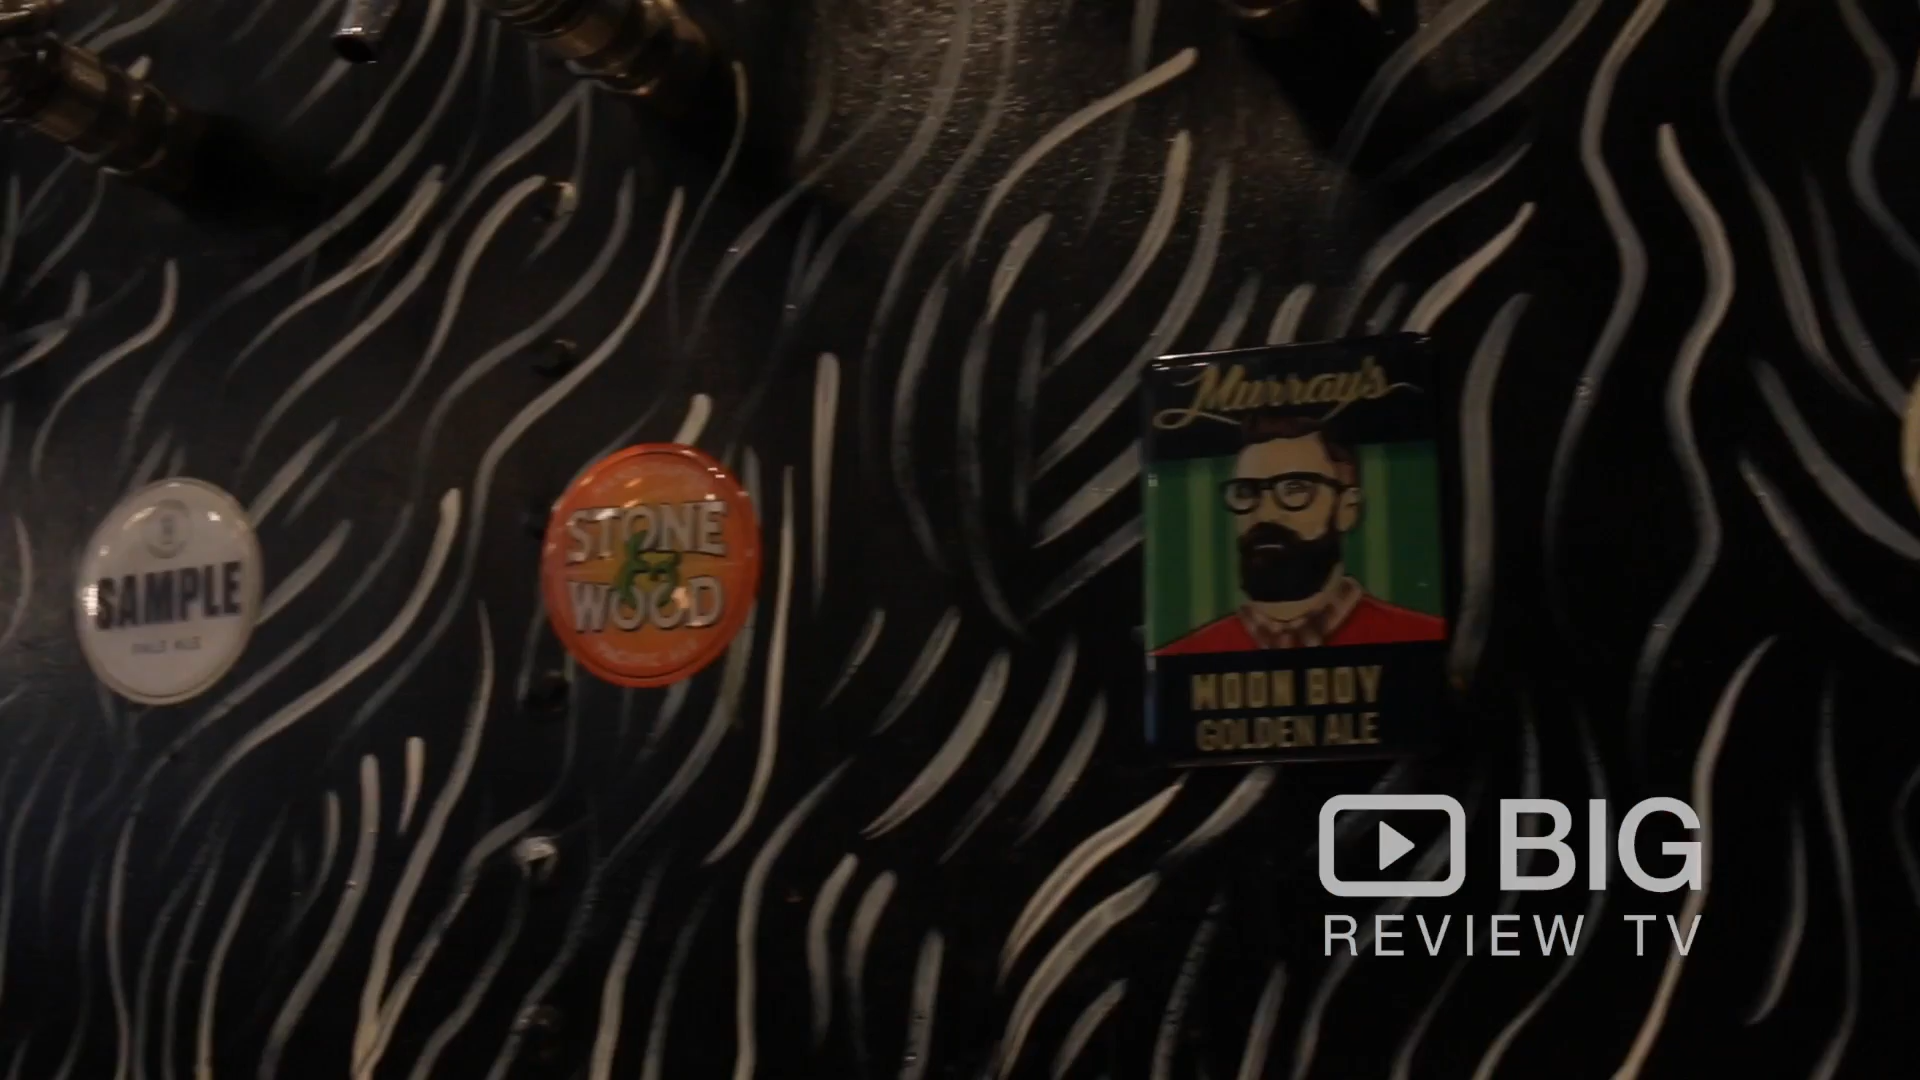 SAMPLE
PALE ALE
STONE
&
WOOD
Murray's
MOON BOY
GOLDEN ALE
BIG
REVIEW TV